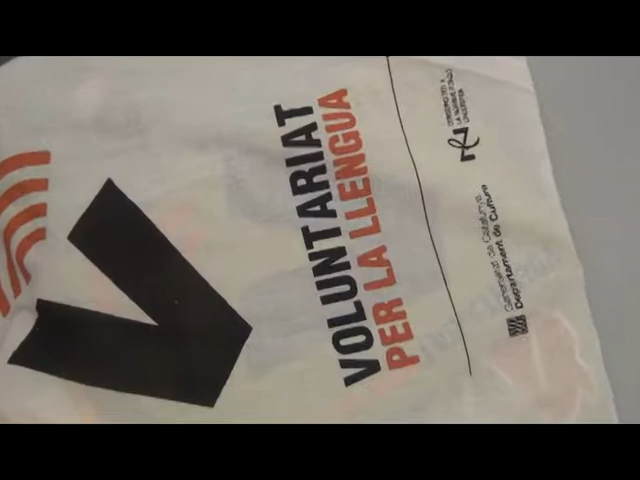 VOLUNTARIAT
PER LA LLENGUA
Generalitat de Catalunya
Departament de Cultura